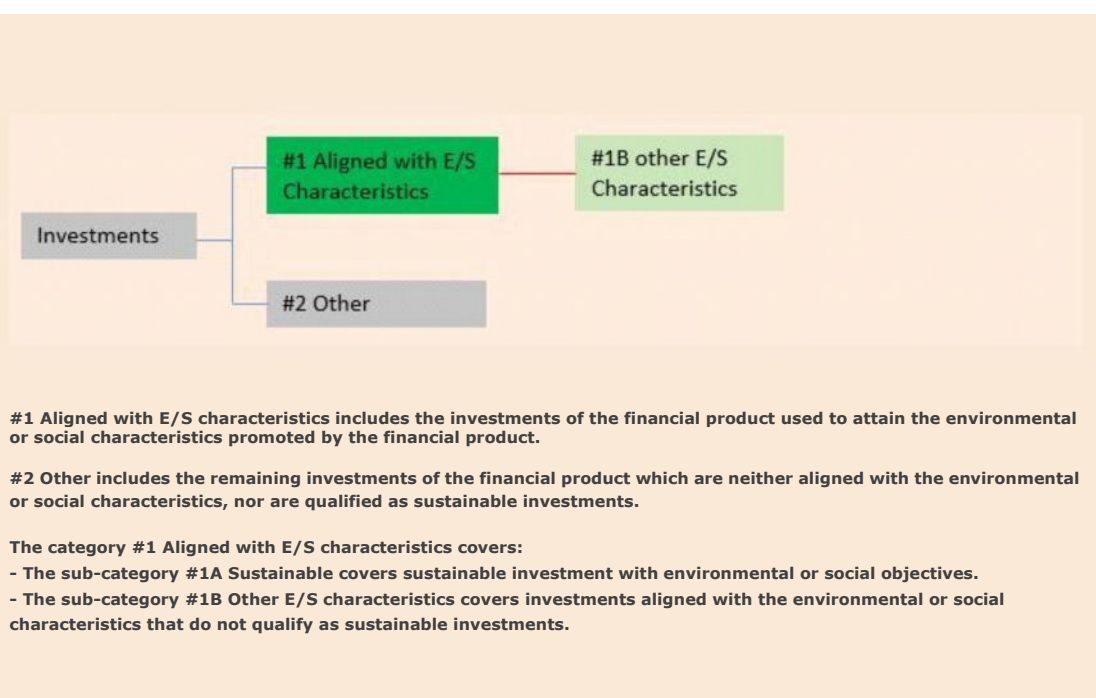 #1 Aligned with E/S
Characteristics
#1B other E/S
Characteristics
Investments
#2 Other
#1 Aligned with E/S characteristics includes the investments of the financial product used to attain the environmental
or social characteristics promoted by the financial product.
#2 Other includes the remaining investments of the financial product which are neither aligned with the environmental
or social characteristics, nor are qualified as sustainable investments.
The category #1 Aligned with E/S characteristics covers:
- The sub-category #1A Sustainable covers sustainable investment with environmental or social objectives.
- The sub-category #1B Other E/S characteristics covers investments aligned with the environmental or social
characteristics that do not qualify as sustainable investments.